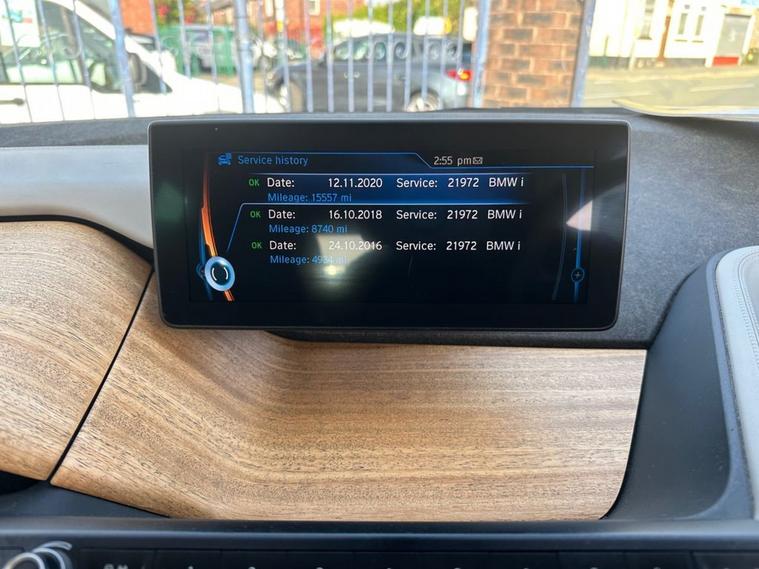 Service history 2:55 pm
OK Date: 12.11.2020 Service: 21972 BMW i
Mileage: 15557 mi
OK Date: 16.10.2018 Service: 21972 BMW i
Mileage: 8740 mi
OK Date: 24.10.2016 Service: 21972 BMW i
Mileage: